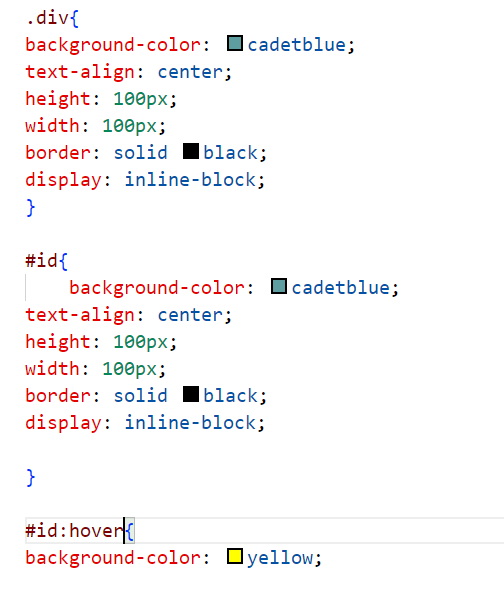 .div{
background-color: cadetblue;
text-align: center;
height: 100px;
width: 100px;
border: solid black;
display: inline-block;
}
#id{
background-color: cadetblue;
text-align: center;
height: 100px;
width: 100px;
border: solid black;
display: inline-block;
}
#id:hover{
background-color: yellow;